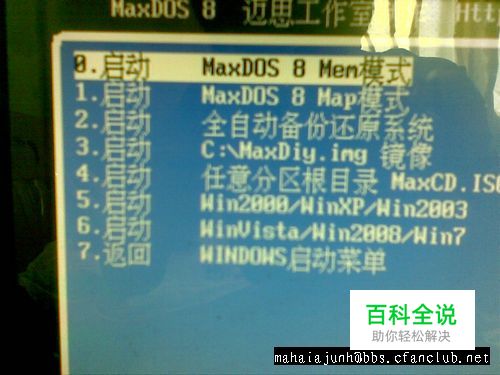 MaxDOS 8 迈思工作室 Htt
0.启动 MaxDOS 8 Mem模式
1.启动 MaxDOS 8 Map模式
2.启动 全自动备份还原系统
3.启动 C:\MaxDiy.img 镜像
4.启动 任意分区根目录 MaxCD.ISO
5.启动 Win2000/WinXP/Win2003
6.启动 WinVista/Win2008/Win7
7.返回 WINDOWS启动菜单
百科全说
助你轻松解决
mahaiajunh@bbs.cfanclub.net